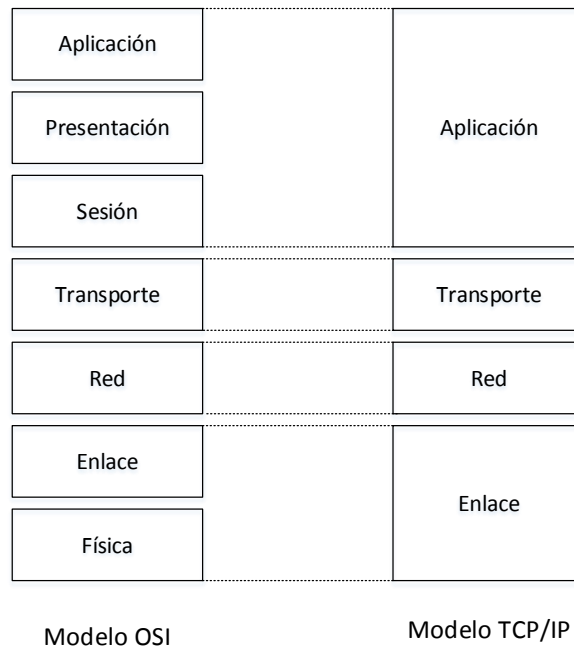 Aplicación
Presentación
Sesión
Transporte
Red
Enlace
Física
Modelo OSI
Aplicación
Transporte
Red
Enlace
Modelo TCP/IP